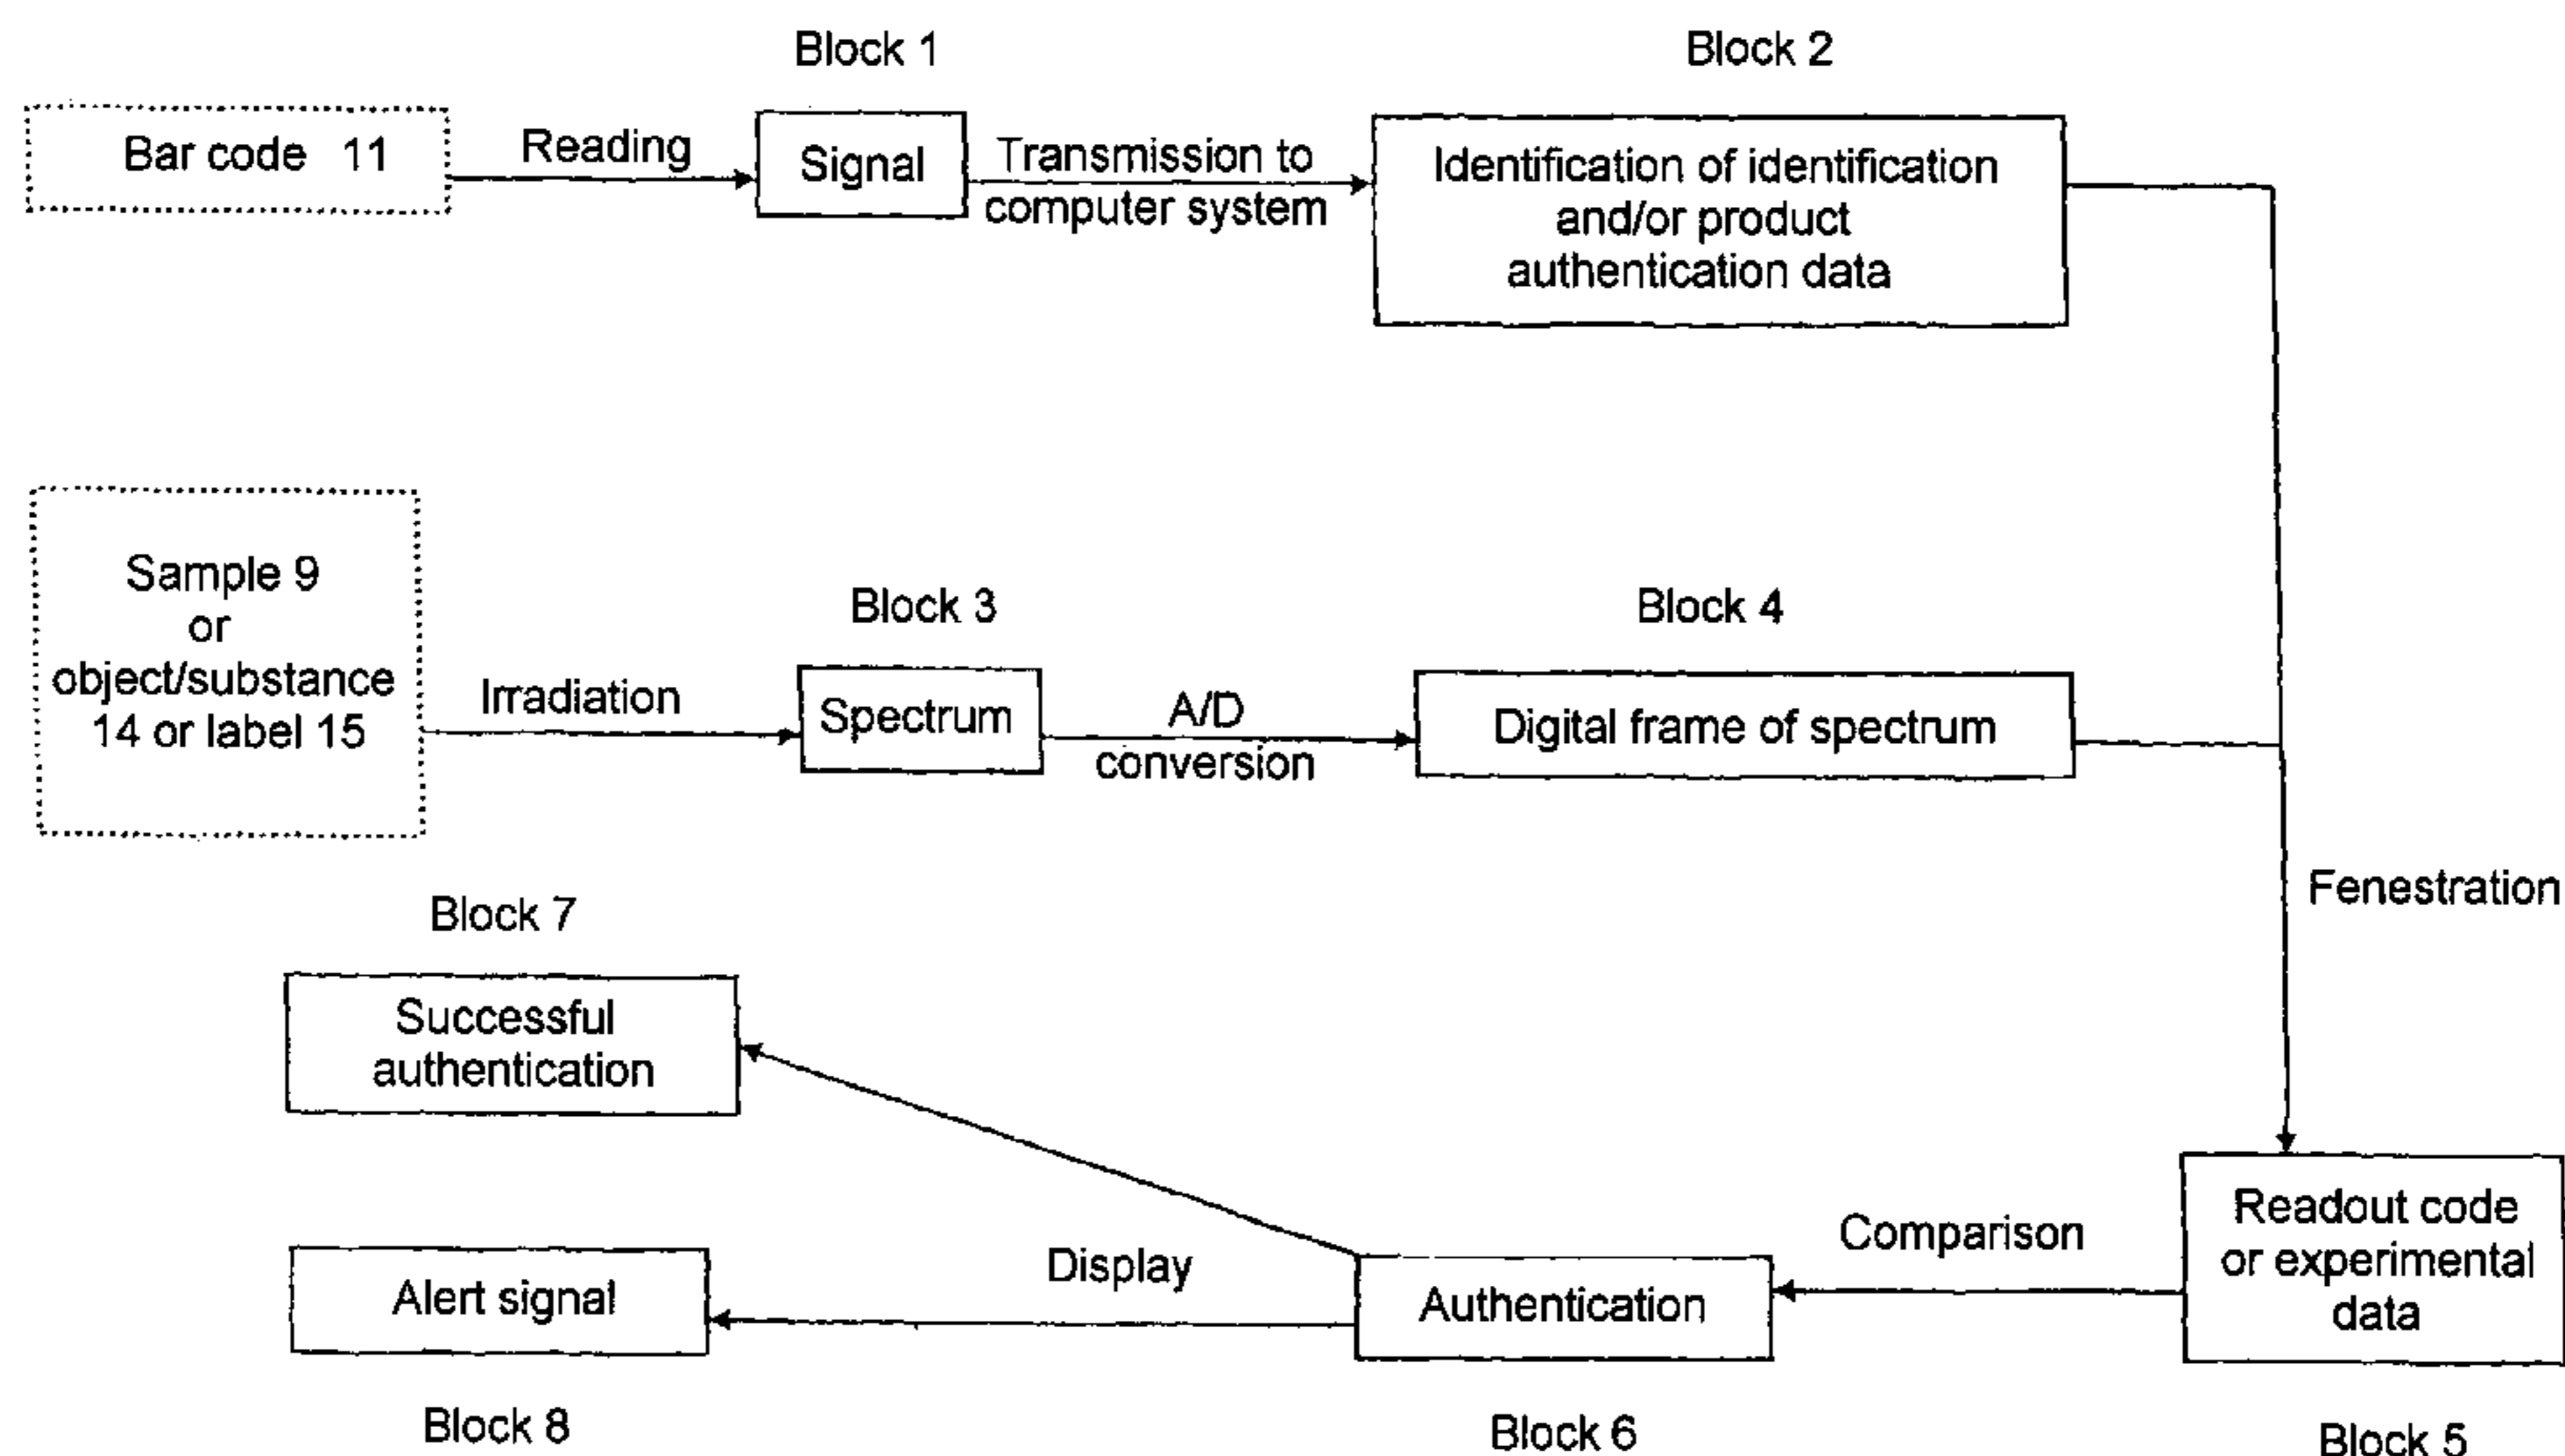 Block 1
Block 2
Bar code 11
Reading
Signal
Transmission to
computer system
Identification of identification
and/or product
authentication data
Sample 9
or
object/substance
14 or label 15
Irradiation
Block 3
Spectrum
A/D
conversion
Block 4
Digital frame of spectrum
Fenestration
Block 7
Successful
authentication
Readout code
or experimental
data
Comparison
Authentication
Display
Alert signal
Block 8
Block 6
Block 5